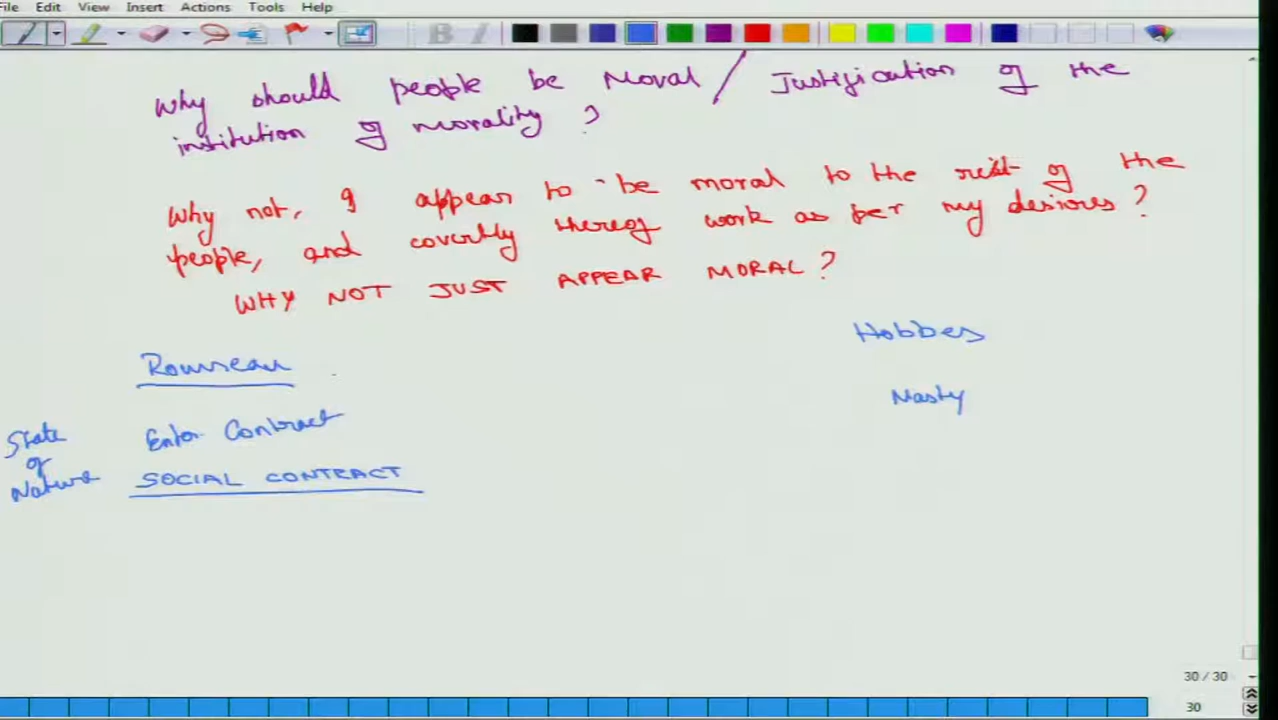 File Edit View Insert Actions Tools Help
B I
Why should people be Moral / Justification of the
institution of morality ?
Why not, I appear to be moral to the rest of the
people, and covertly thereof work as per my desires ?
WHY NOT JUST APPEAR MORAL ?
Hobbes
Rousseau
Nasty
State
of
Nature
Enter Contract
SOCIAL CONTRACT
30 / 30
30